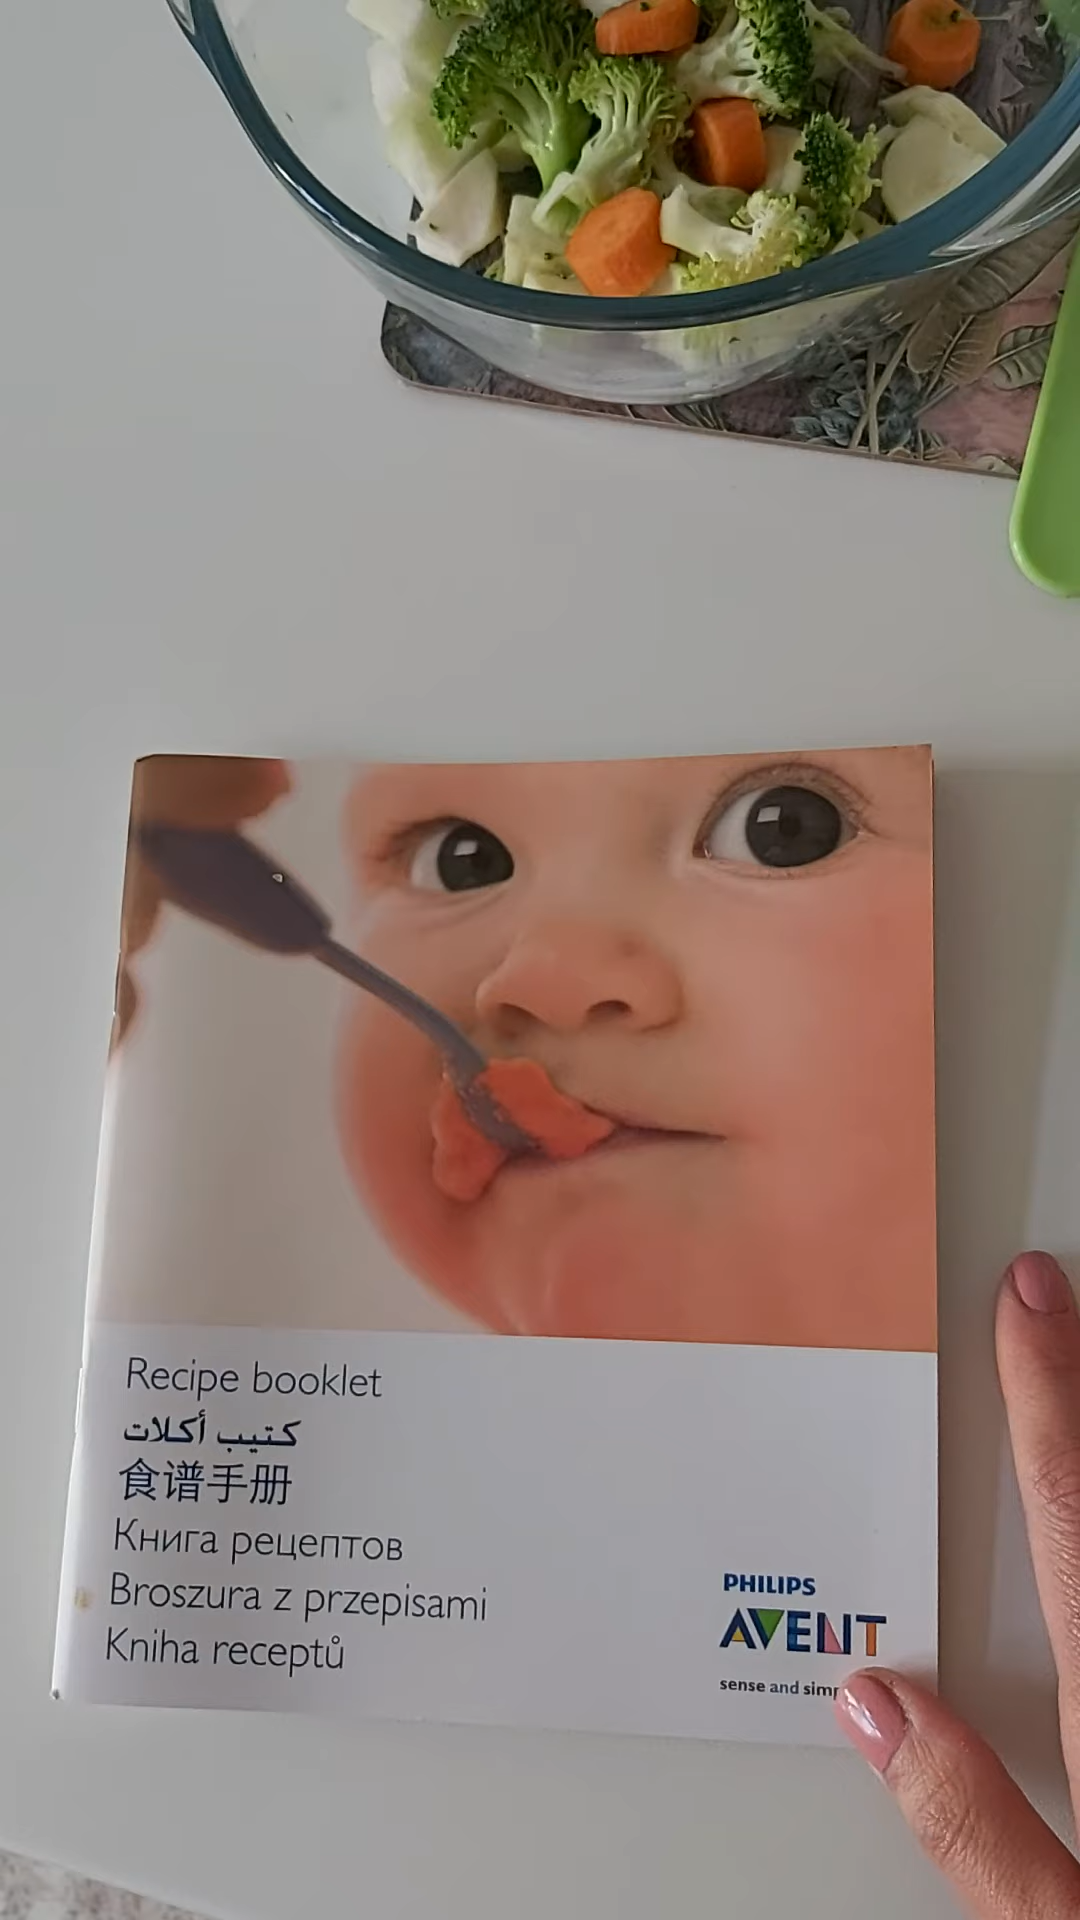 Recipe booklet
كتيب أكلات
食谱手册
Книга рецептов
Broszura z przepisami
Kniha receptů
PHILIPS
AVENT
sense and